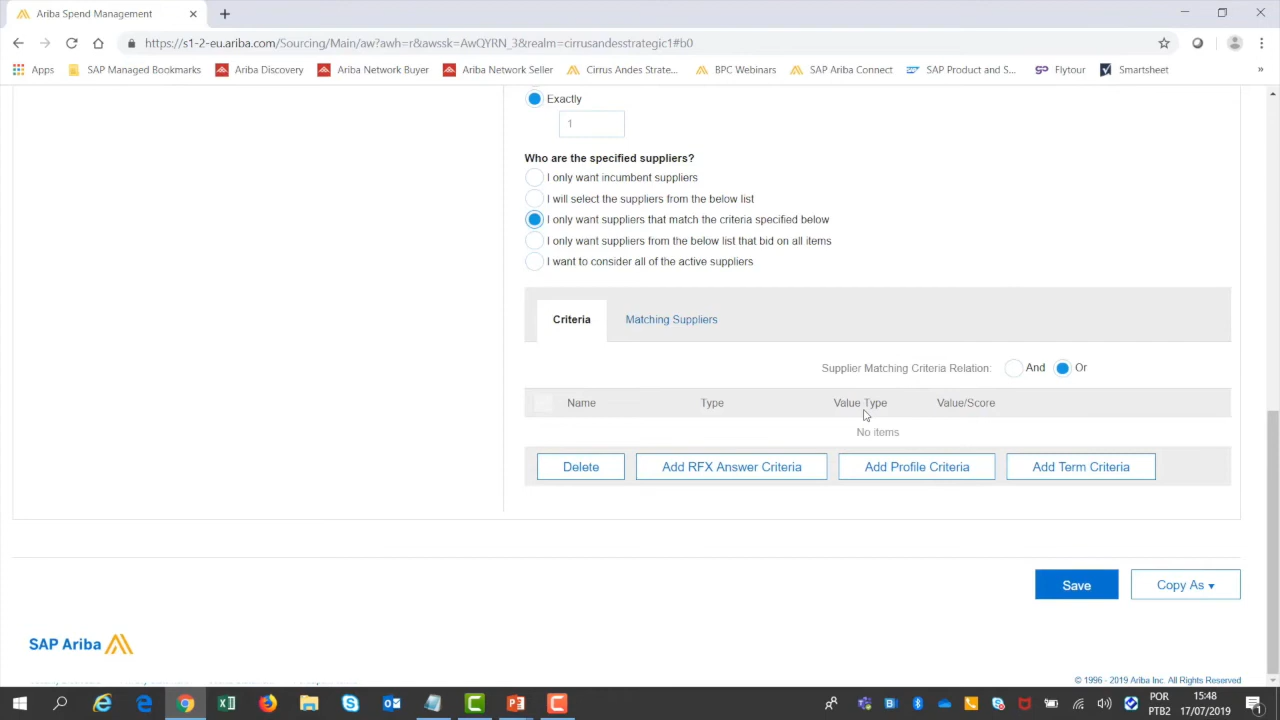 Ariba Spend Management
https://s1-2-eu.ariba.com/Sourcing/Main/aw?awh=r&awssk=AwQYRN_3&realm=cirrusandesstrategic1#b0
Apps SAP Managed Bookmarks Ariba Discovery Ariba Network Buyer Ariba Network Seller Cirrus Andes Strate... BPC Webinars SAP Ariba Connect SAP Product and S... Flytour Smartsheet »
Exactly
1
Who are the specified suppliers?
I only want incumbent suppliers
I will select the suppliers from the below list
I only want suppliers that match the criteria specified below
I only want suppliers from the below list that bid on all items
I want to consider all of the active suppliers
Criteria Matching Suppliers
Supplier Matching Criteria Relation: And Or
Name Type Value Type Value/Score
No items
Delete Add RFX Answer Criteria Add Profile Criteria Add Term Criteria
Save Copy As
SAP Ariba
© 1996 - 2019 Ariba Inc. All Rights Reserved
POR 15:48
PTB2 17/07/2019